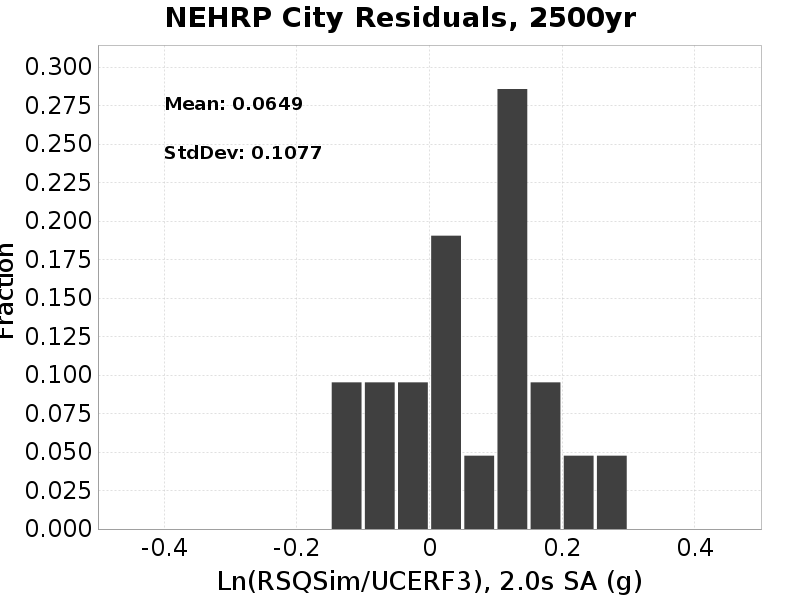 NEHRP City Residuals, 2500yr
0.300
0.275
0.250
0.225
0.200
0.175
0.150
0.125
0.100
0.075
0.050
0.025
0.000
Fraction
Mean: 0.0649
StdDev: 0.1077
-0.4 -0.2 0 0.2 0.4
Ln(RSQSim/UCERF3), 2.0s SA (g)